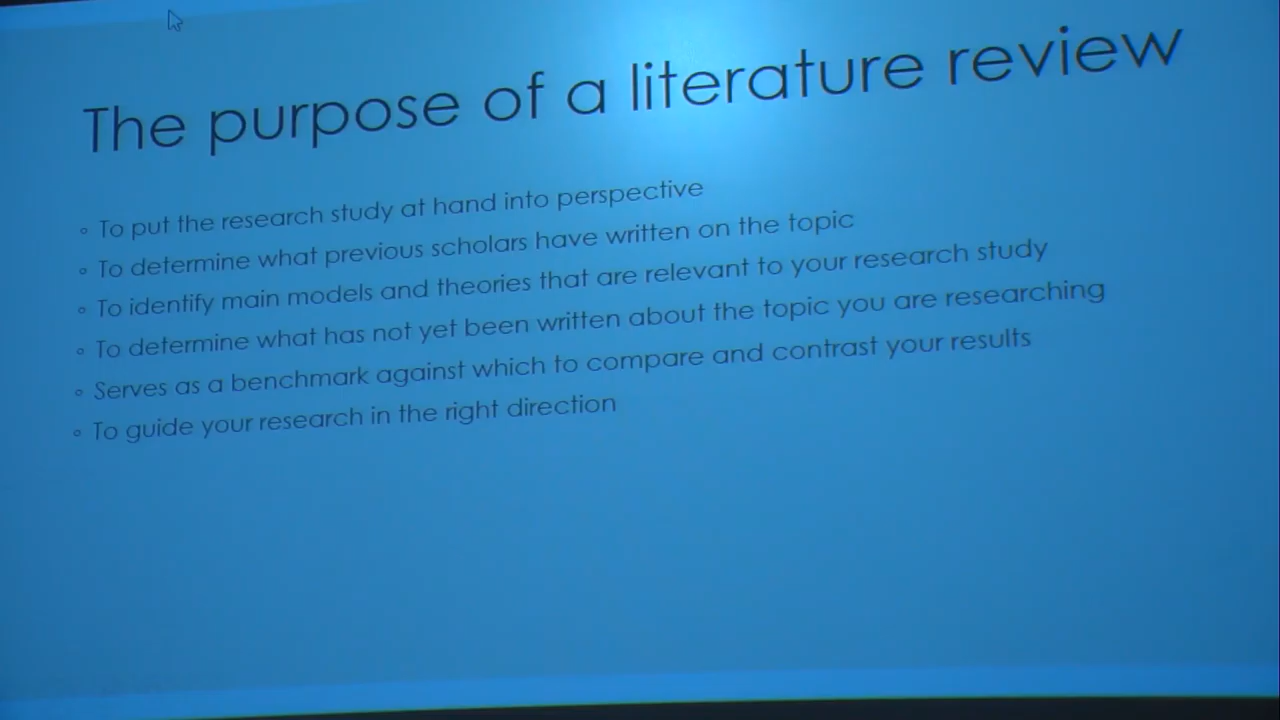 The purpose of a literature review
◦ To put the research study at hand into perspective
◦ To determine what previous scholars have written on the topic
◦ To identify main models and theories that are relevant to your research study
◦ To determine what has not yet been written about the topic you are researching
◦ Serves as a benchmark against which to compare and contrast your results
◦ To guide your research in the right direction